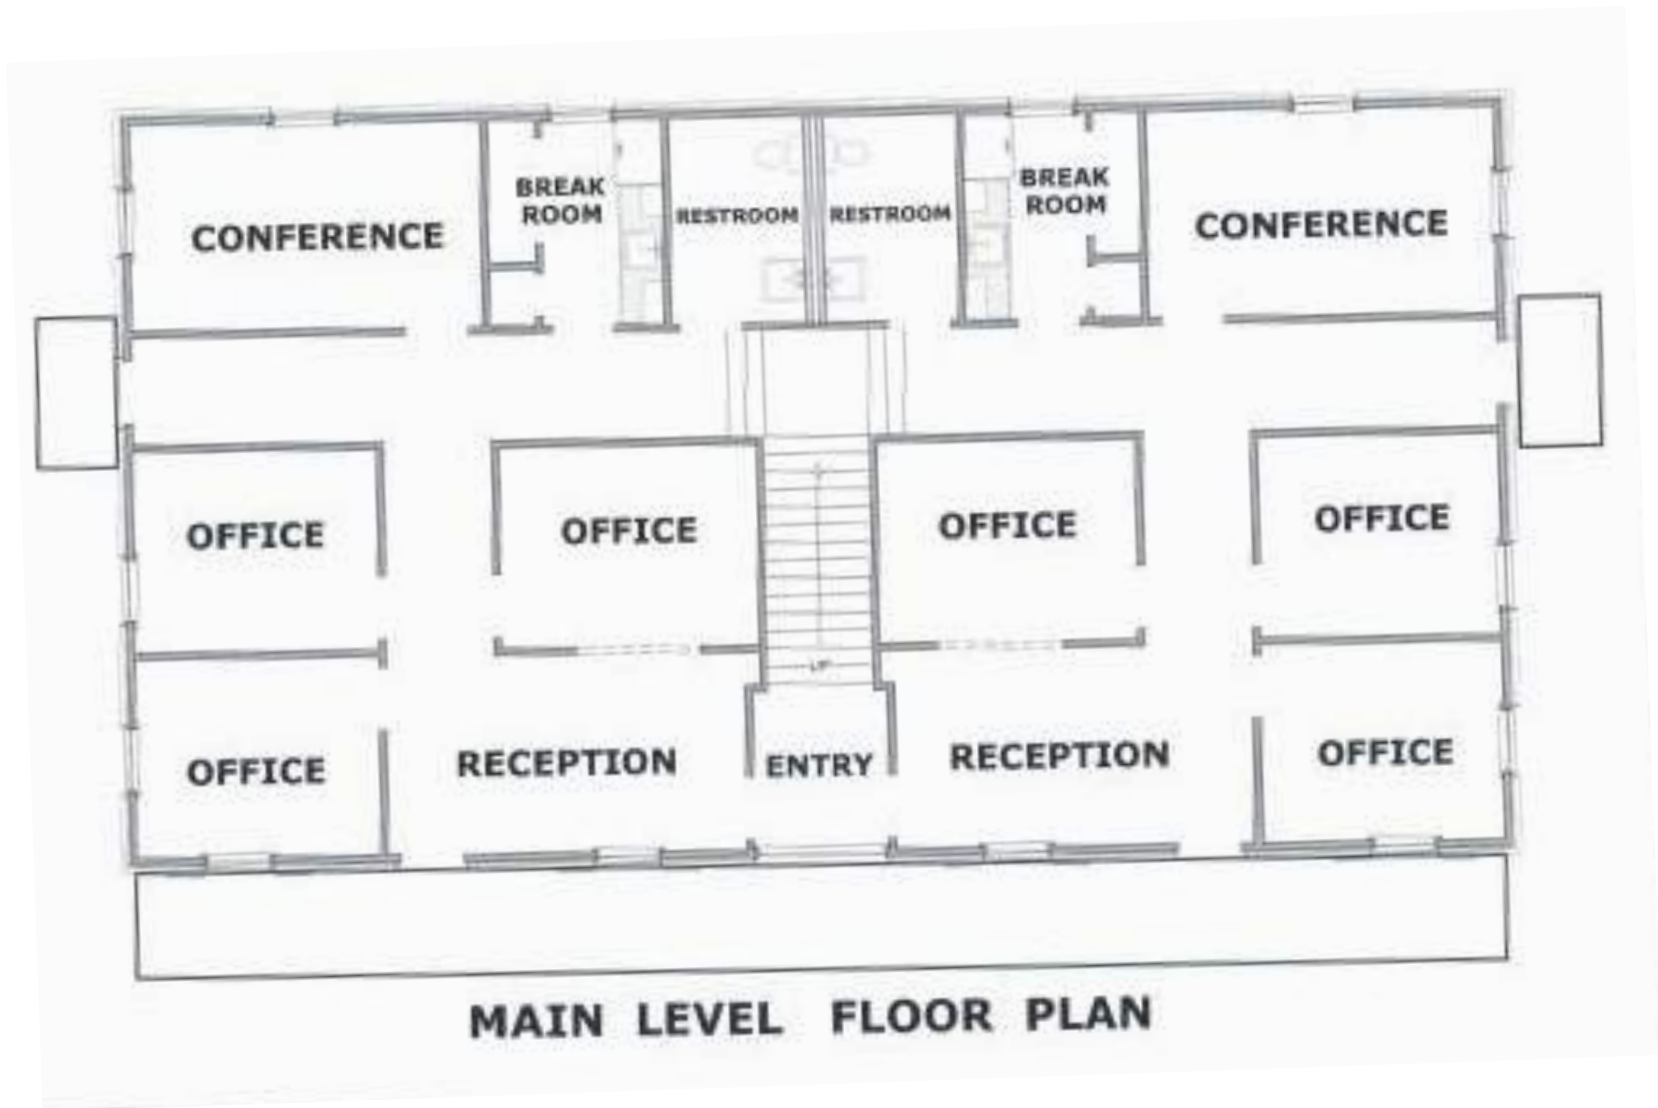 BREAK
ROOM
BREAK
ROOM
CONFERENCE
RESTROOM
RESTROOM
CONFERENCE
OFFICE
OFFICE
OFFICE
OFFICE
UP
OFFICE
RECEPTION
ENTRY
RECEPTION
OFFICE
MAIN LEVEL FLOOR PLAN